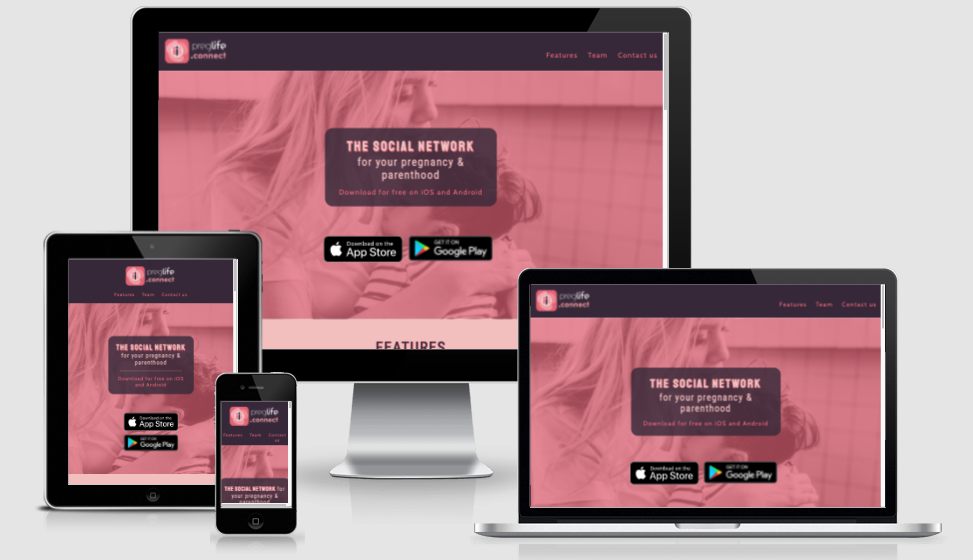 preglife
.connect
Features Team Contact us
THE SOCIAL NETWORK
for your pregnancy &
parenthood
Download for free on iOS and Android
Download on the
App Store
GET IT ON
Google Play
FEATURES
preglife
.connect
Features Team Contact us
THE SOCIAL NETWORK
for your pregnancy &
parenthood
Download for free on iOS
and Android
Download on the
App Store
GET IT ON
Google Play
preglife
.connect
Features Team Contact
us
THE SOCIAL NETWORK for
your pregnancy &
parenthood
preglife
.connect
Features Team Contact us
THE SOCIAL NETWORK
for your pregnancy &
parenthood
Download for free on iOS and Android
Download on the
App Store
GET IT ON
Google Play